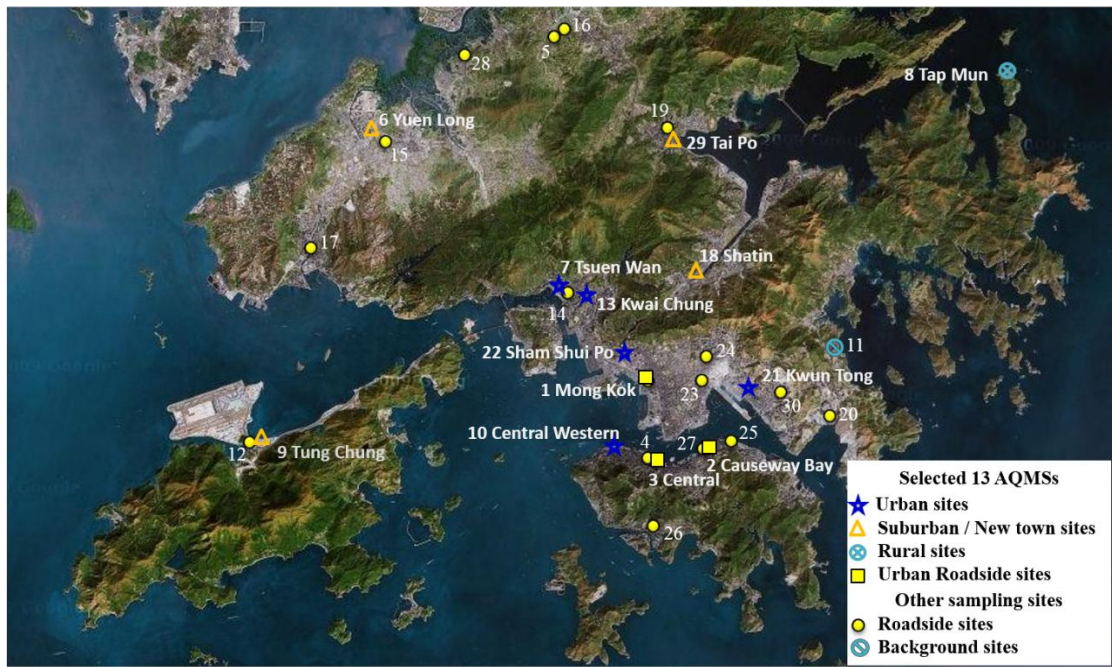 16
5
28
8 Tap Mun
19
6 Yuen Long
29 Tai Po
15
17
18 Shatin
7 Tsuen Wan
13 Kwai Chung
14
22 Sham Shui Po
24
11
21 Kwun Tong
1 Mong Kok
23
30
20
10 Central Western
4
27
25
12
9 Tung Chung
2 Causeway Bay
3 Central
26
Selected 13 AQMSs
Urban sites
Suburban / New town sites
Rural sites
Urban Roadside sites
Other sampling sites
Roadside sites
Background sites